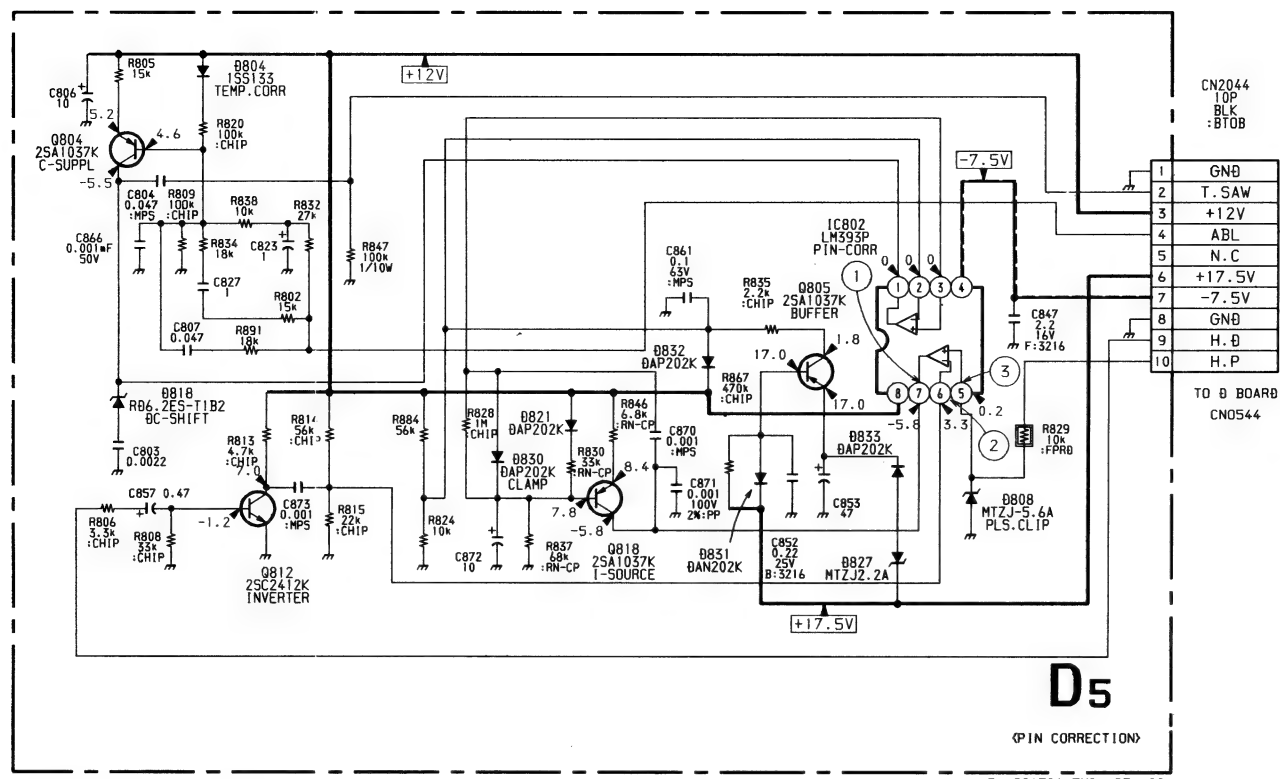 R805
15k
D804
1SS133
TEMP.CORR
+12V
C806
10
+
5.2
4.6
R820
100k
:CHIP
Q804
2SA1037K
C-SUPPL
-5.5
C804
0.047
:MPS
R809
100k
:CHIP
R838
10k
R832
27k
C866
0.001mF
50V
R834
18k
+
C823
1
R847
100k
1/10W
C827
1
R802
15k
C807
0.047
R891
18k
D818
RD6.2ES-T1B2
DC-SHIFT
C803
0.0022
R813
4.7k
:CHIP
7.0
R814
56k
:CHIP
C857 0.47
+
R806
3.3k
:CHIP
R808
33k
:CHIP
-1.2
Q812
2SC2412K
INVERTER
C873
0.001
:MPS
R815
22k
:CHIP
R884
56k
R824
10k
R828
1M
:CHIP
D821
DAP202K
D830
DAP202K
CLAMP
R830
33k
:RN-CP
R846
6.8k
:RN-CP
8.4
7.8
-5.8
+
C872
10
R837
68k
:RN-CP
Q818
2SA1037K
I-SOURCE
C870
0.001
:MPS
C871
0.001
100V
2%:PP
C861
0.1
63V
:MPS
D832
DAP202K
R835
2.2k
:CHIP
Q805
2SA1037K
BUFFER
1.8
17.0
17.0
R867
470k
:CHIP
D831
DAN202K
C852
0.22
25V
B:3216
+
C853
47
D833
DAP202K
D827
MTZJ2.2A
+17.5V
-7.5V
IC802
LM393P
PIN-CORR
1
0
0
0
1
2
3
4
8
7
6
5
-5.8
3.3
0.2
2
3
C847
2.2
16V
F:3216
R829
10k
:FPRD
D808
MTZJ-5.6A
PLS.CLIP
CN2044
10P
BLK
:BTOB
1 GND
2 T.SAW
3 +12V
4 ABL
5 N.C
6 +17.5V
7 -7.5V
8 GND
9 H.D
10 H.P
TO D BOARD
CN0544
D5
<PIN CORRECTION>